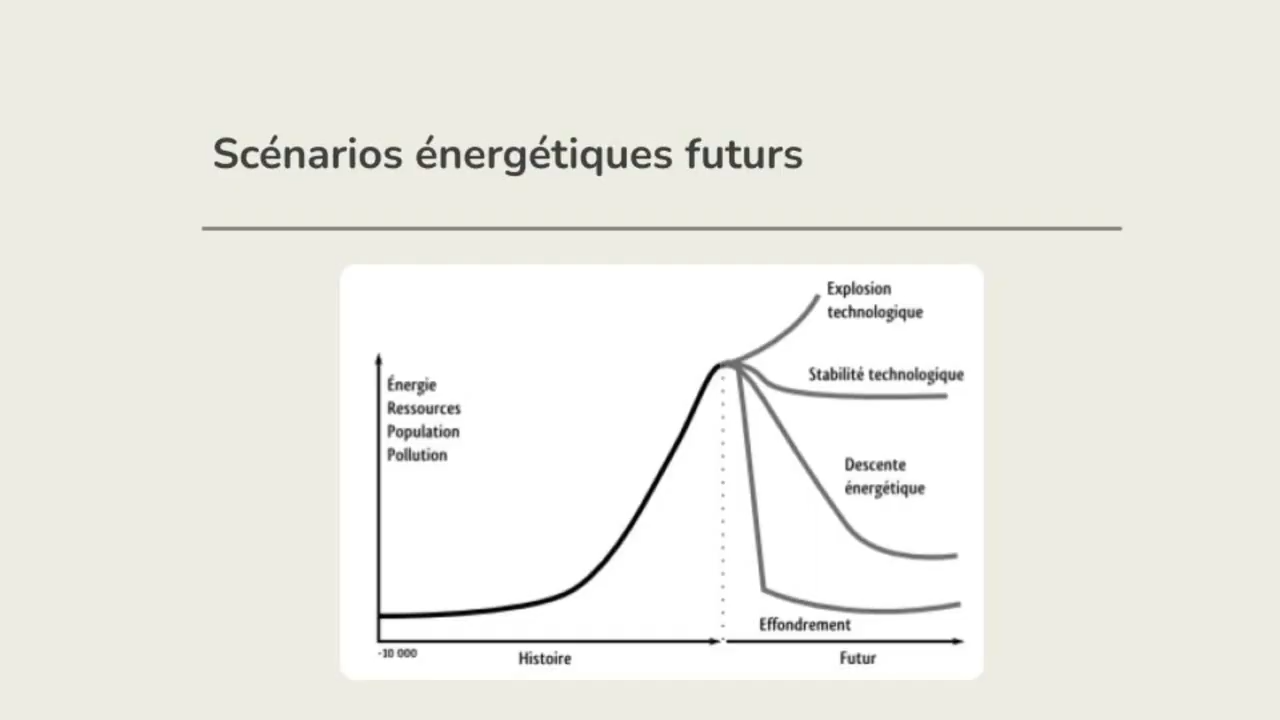 Scénarios énergétiques futurs
Explosion
technologique
Stabilité technologique
Énergie
Ressources
Population
Pollution
Descente
énergétique
Effondrement
-10 000
Histoire
Futur